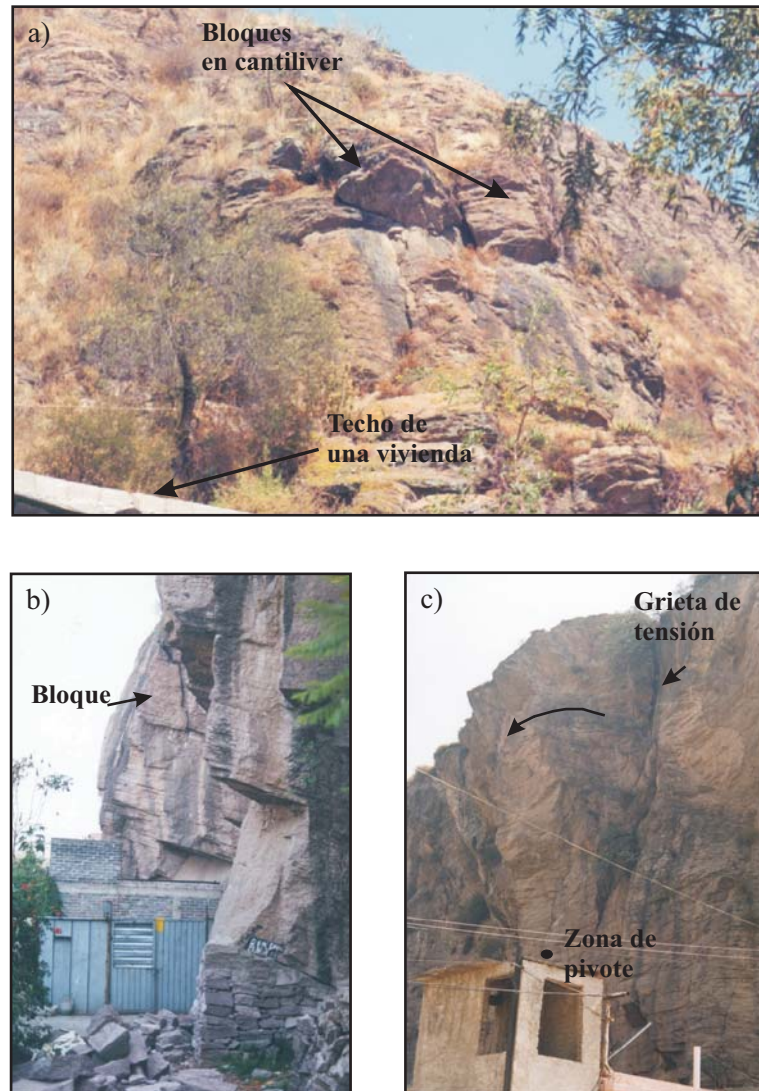 a)
Bloques
en cantiliver
Techo de
una vivienda
b)
Bloque
c)
Grieta de
tensión
Zona de
pivote